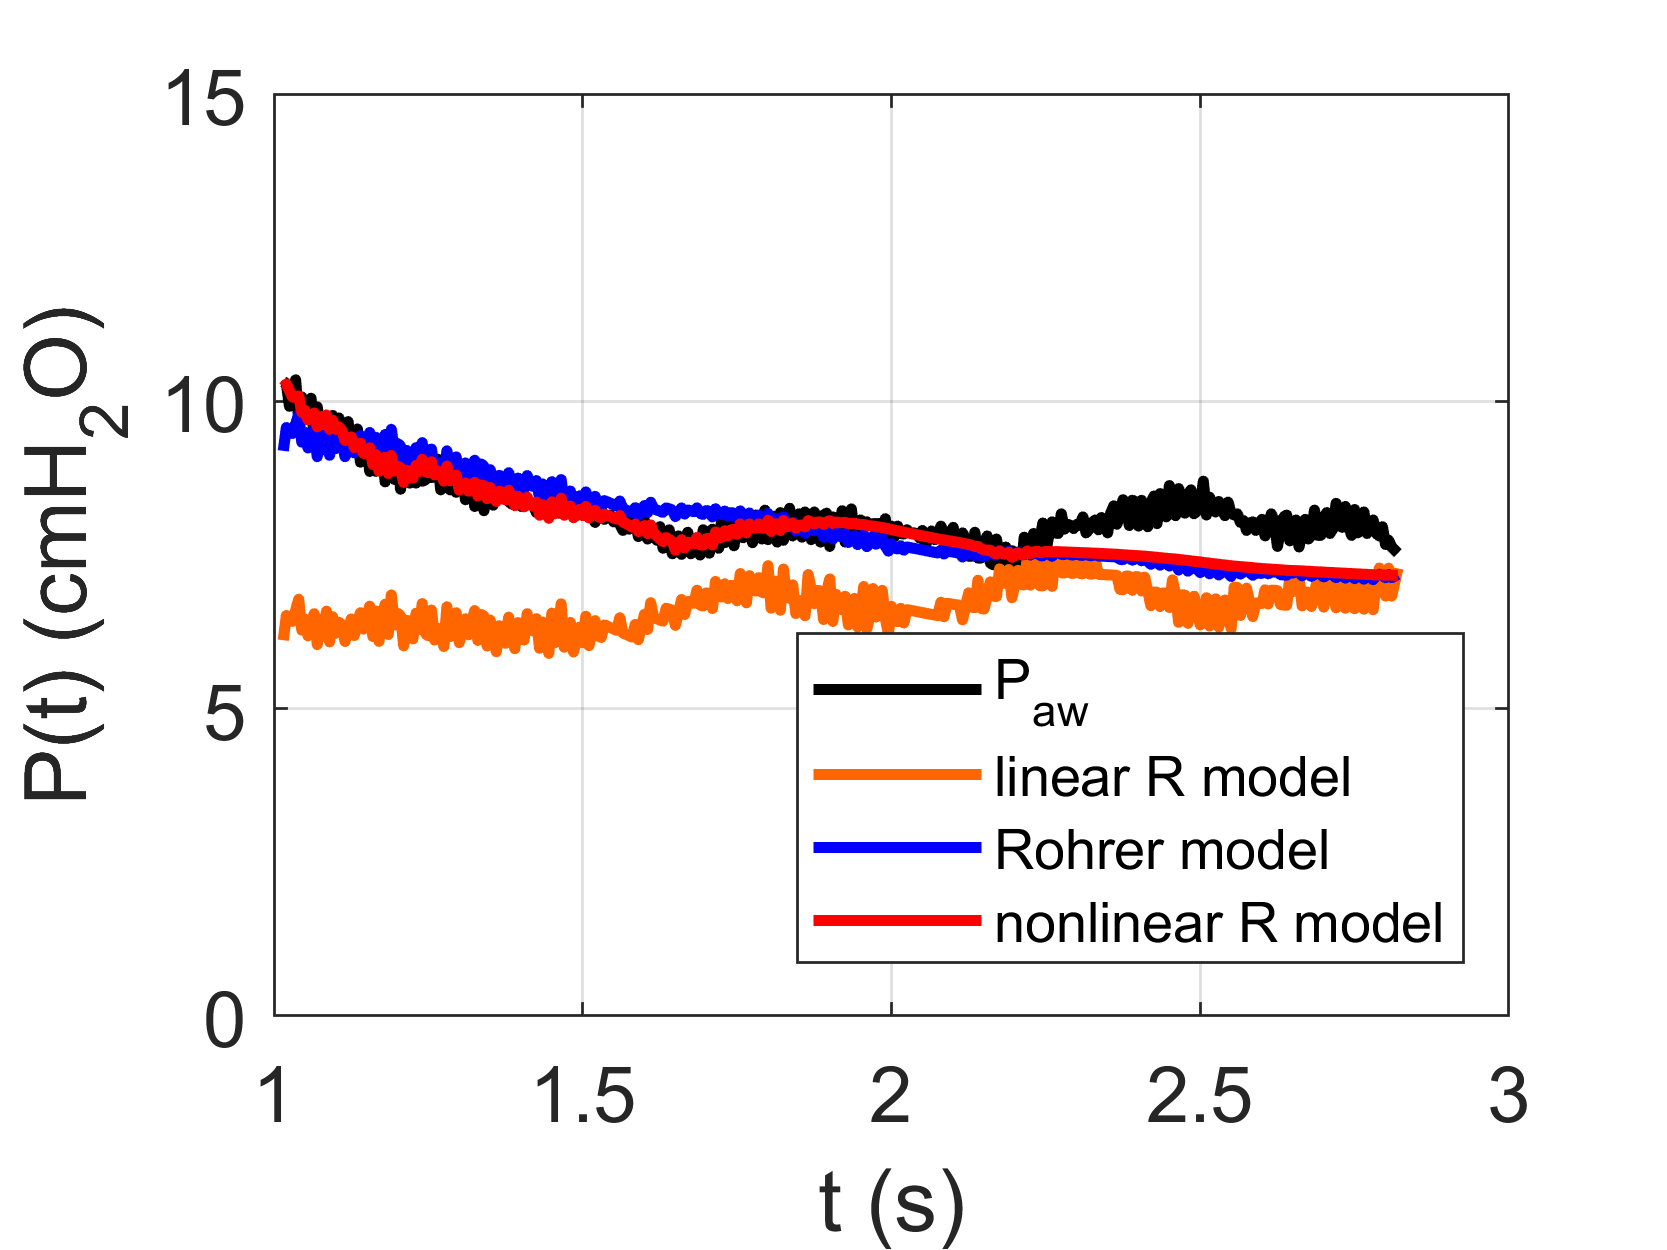 15
10
5
0
P(t) (cmH2O)
Paw
linear R model
Rohrer model
nonlinear R model
1 1.5 2 2.5 3
t (s)